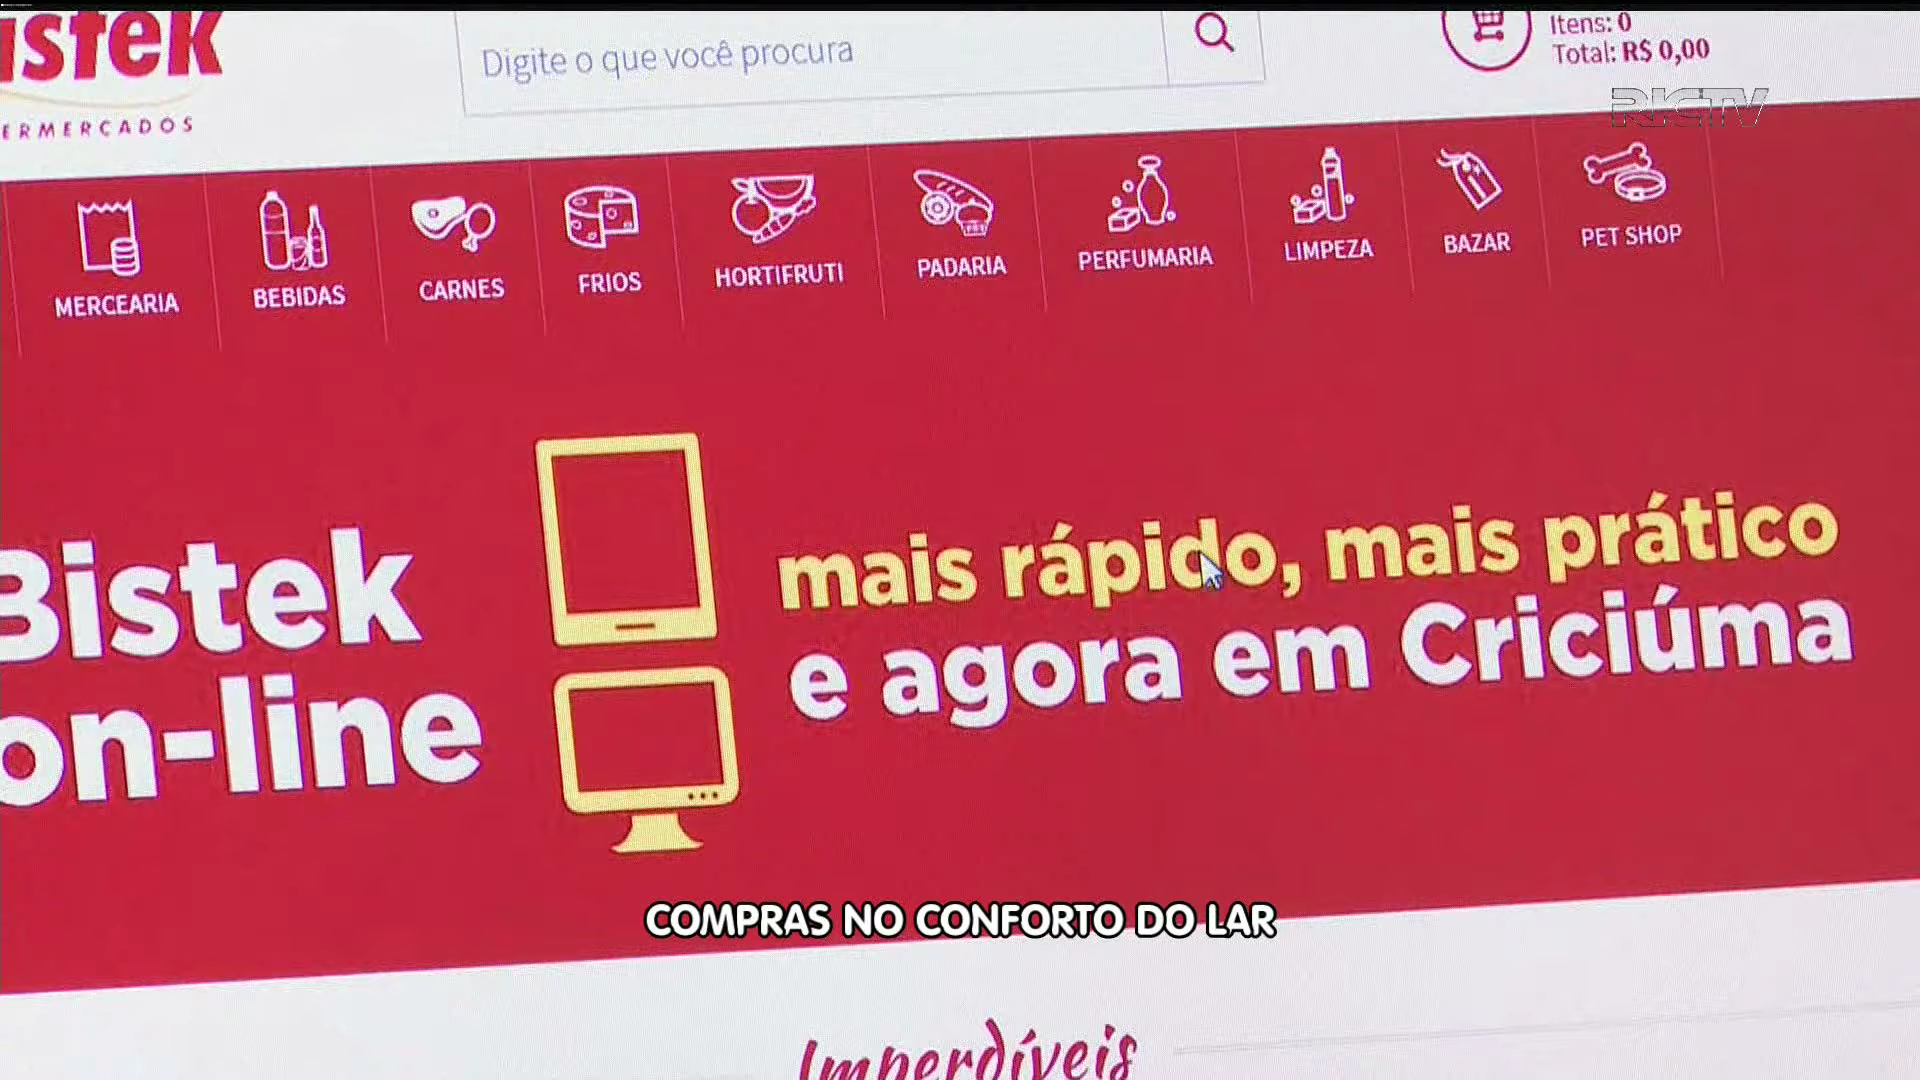 istek
ERMERCADOS
Digite o que você procura
Itens: 0
Total: R$ 0,00
RICTV
MERCEARIA
BEBIDAS
CARNES
FRIOS
HORTIFRUTI
PADARIA
PERFUMARIA
LIMPEZA
BAZAR
PET SHOP
Bistek
on-line
mais rápido, mais prático
e agora em Criciúma
COMPRAS NO CONFORTO DO LAR
Imperdíveis